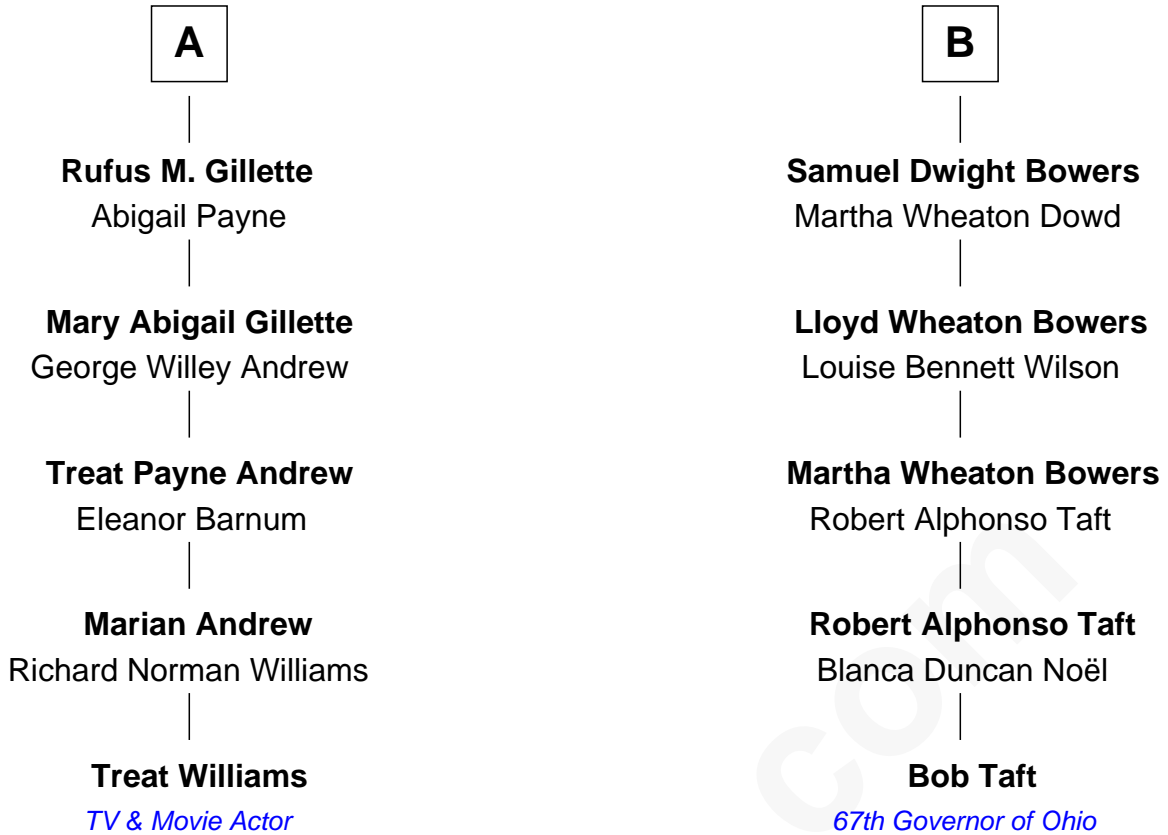 A
Rufus M. Gillette
Abigail Payne
Mary Abigail Gillette
George Willey Andrew
Treat Payne Andrew
Eleanor Barnum
Marian Andrew
Richard Norman Williams
Treat Williams
TV & Movie Actor
B
Samuel Dwight Bowers
Martha Wheaton Dowd
Lloyd Wheaton Bowers
Louise Bennett Wilson
Martha Wheaton Bowers
Robert Alphonso Taft
Robert Alphonso Taft
Blanca Duncan Noël
Bob Taft
67th Governor of Ohio
com